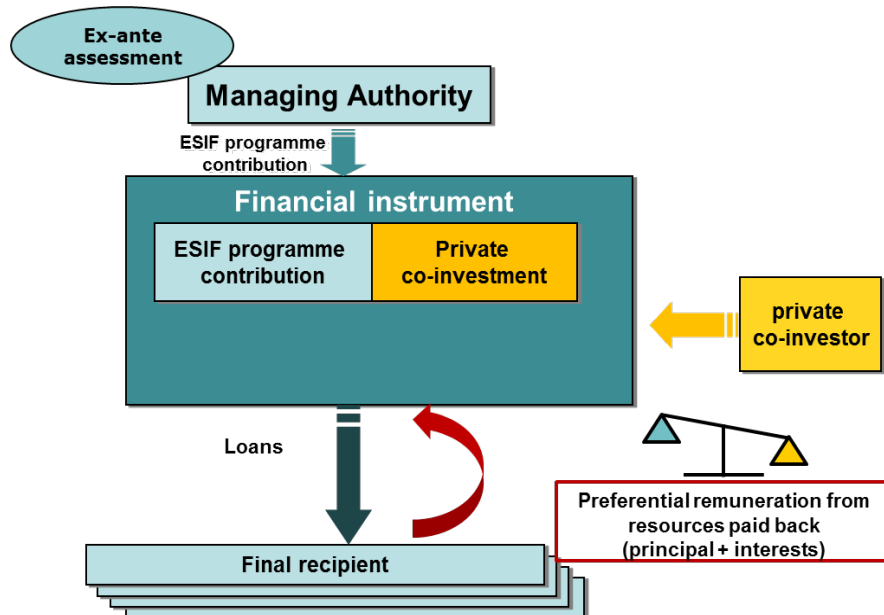 Ex-ante
assessment
Managing Authority
ESIF programme
contribution
Financial instrument
ESIF programme
contribution
Private
co-investment
private
co-investor
Loans
Preferential remuneration from
resources paid back
(principal + interests)
Final recipient